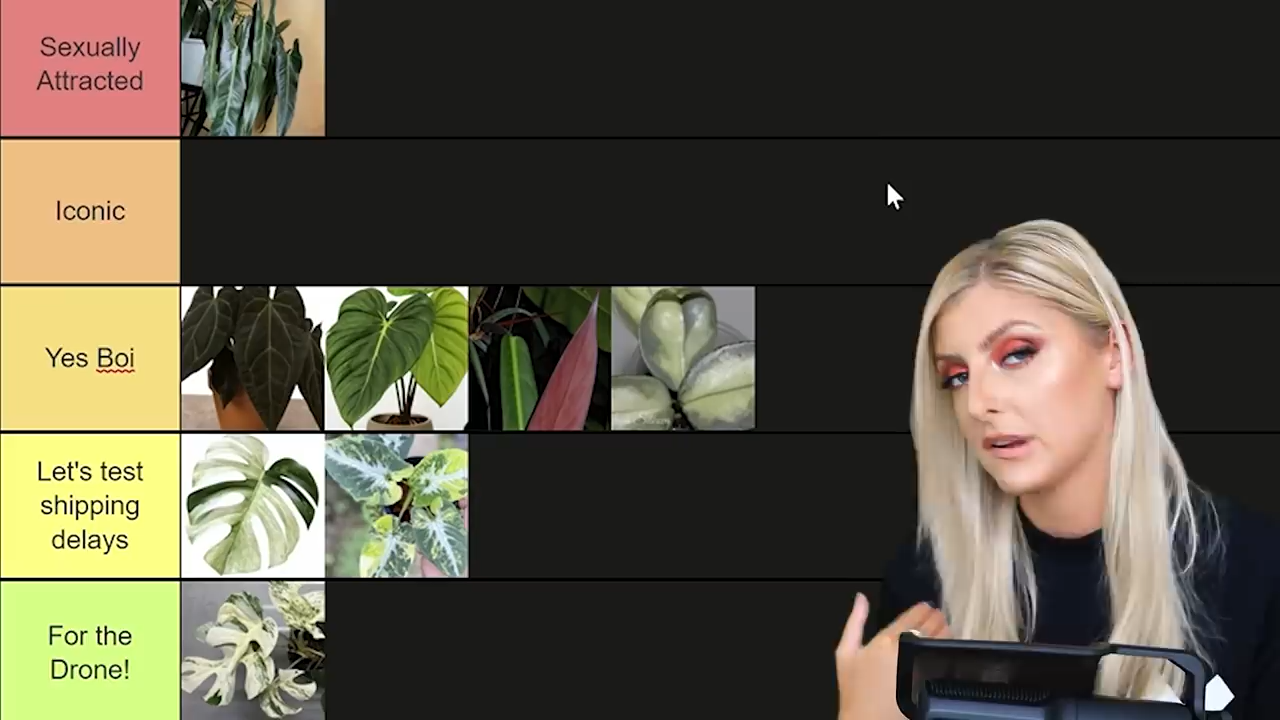 Sexually
Attracted
Iconic
Yes Boi
Let's test
shipping
delays
For the
Drone!